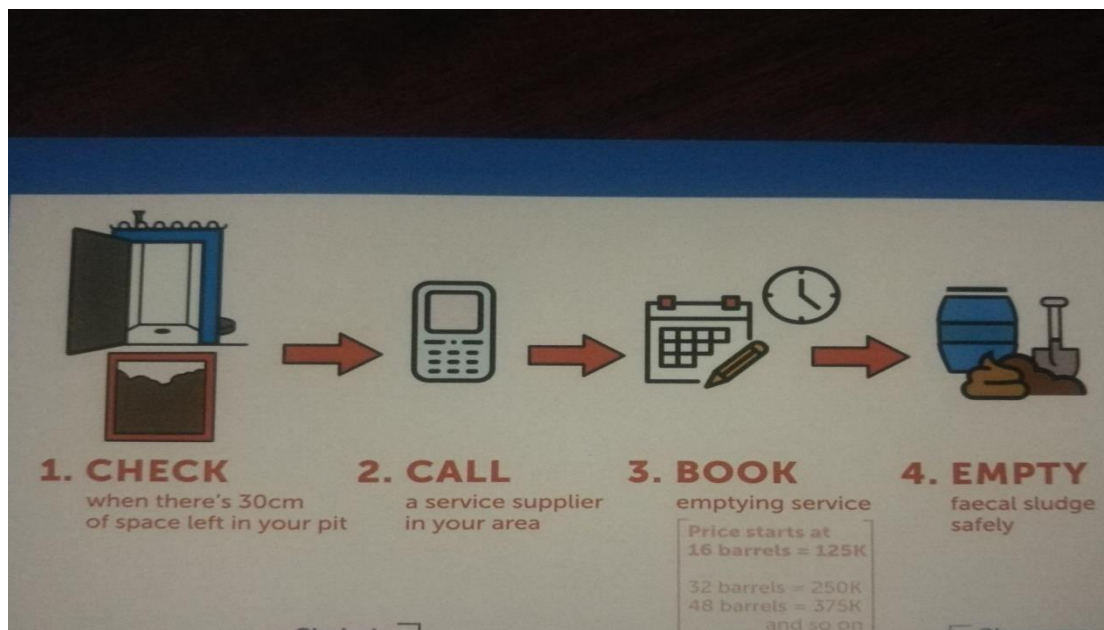 1. CHECK
when there's 30cm
of space left in your pit
2. CALL
a service supplier
in your area
3. BOOK
emptying service
Price starts at
16 barrels = 125K
32 barrels = 250K
48 barrels = 375K
and so on
4. EMPTY
faecal sludge
safely